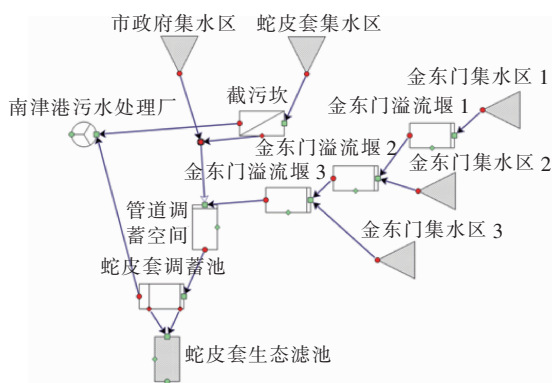 市政府集水区
蛇皮套集水区
截污坎
金东门集水区 1
南津港污水处理厂
金东门溢流堰 1
金东门溢流堰 2
金东门集水区 2
金东门溢流堰 3
管道调
蓄空间
金东门集水区 3
蛇皮套调蓄池
蛇皮套生态滤池